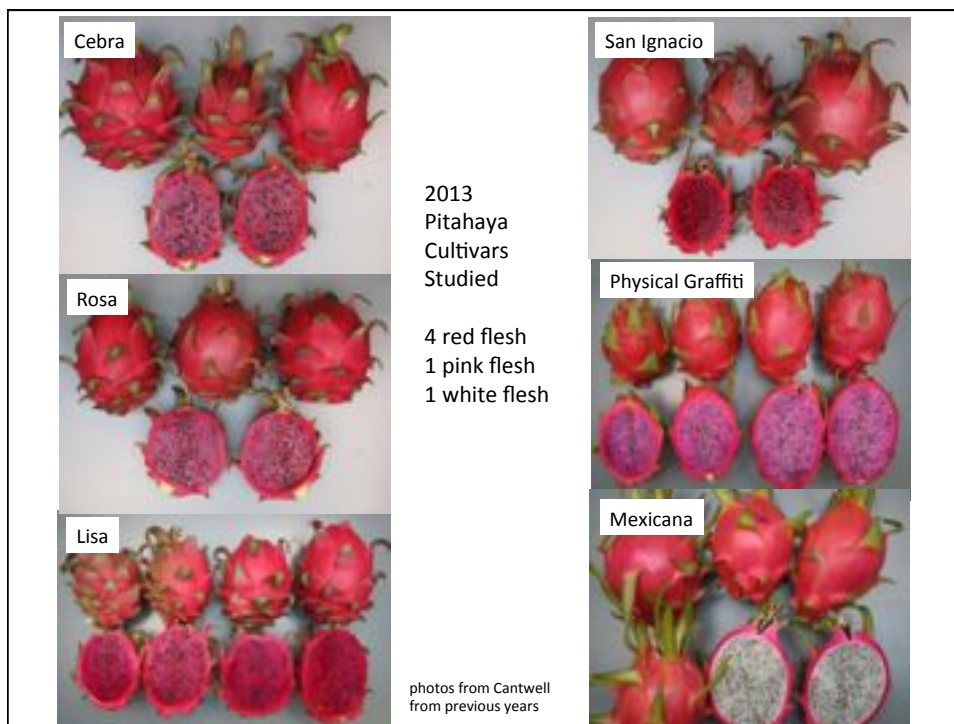 Cebra
Rosa
Lisa
2013
Pitahaya
Cultivars
Studied
4 red flesh
1 pink flesh
1 white flesh
photos from Cantwell
from previous years
San Ignacio
Physical Graffiti
Mexicana